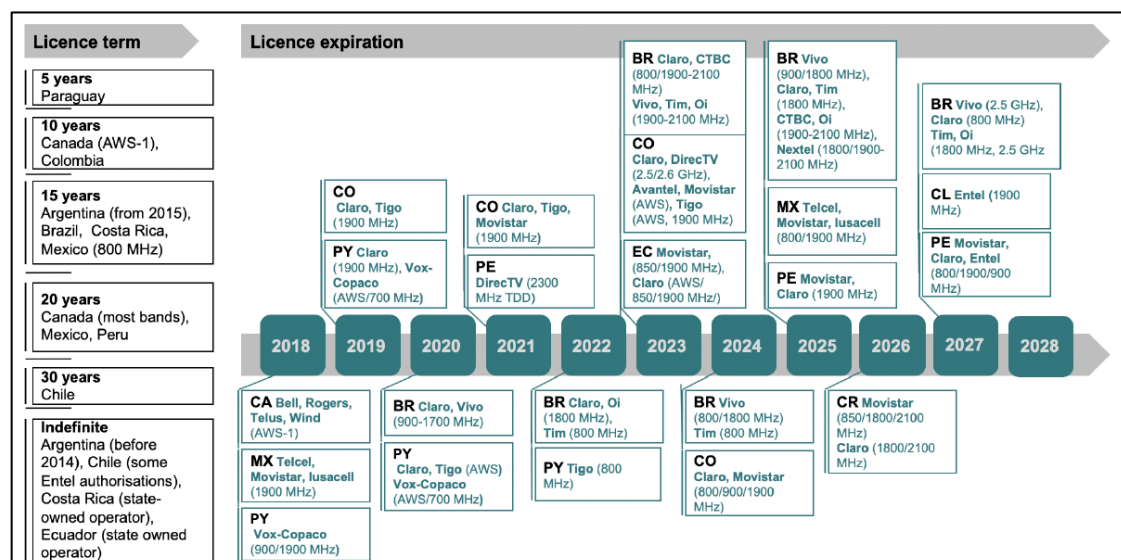 Licence term
Licence expiration
5 years
Paraguay
10 years
Canada (AWS-1),
Colombia
15 years
Argentina (from 2015),
Brazil, Costa Rica,
Mexico (800 MHz)
20 years
Canada (most bands),
Mexico, Peru
30 years
Chile
Indefinite
Argentina (before
2014), Chile (some
Entel authorisations),
Costa Rica (state-
owned operator),
Ecuador (state owned
operator)
CO
Claro, Tigo
(1900 MHz)
PY Claro
(1900 MHz), Vox-
Copaco
(AWS/700 MHz)
CO Claro, Tigo,
Movistar
(1900 MHz)
PE
DirecTV (2300
MHz TDD)
BR Claro, CTBC
(800/1900-2100
MHz)
Vivo, Tim, Oi
(1900-2100 MHz)
CO
Claro, DirecTV
(2.5/2.6 GHz),
Avantel, Movistar
(AWS), Tigo
(AWS, 1900 MHz)
EC Movistar,
(850/1900 MHz),
Claro (AWS/
850/1900 MHz/)
BR Vivo
(900/1800 MHz),
Claro, Tim
(1800 MHz),
CTBC, Oi
(1900-2100 MHz),
Nextel (1800/1900-
2100 MHz)
MX Telcel,
Movistar, Iusacell
(800/1900 MHz)
PE Movistar,
Claro (1900 MHz)
BR Vivo (2.5 GHz),
Claro (800 MHz)
Tim, Oi
(1800 MHz, 2.5 GHz
CL Entel (1900
MHz)
PE Movistar,
Claro, Entel
(800/1900/900
MHz)
2018
2019
2020
2021
2022
2023
2024
2025
2026
2027
2028
CA Bell, Rogers,
Telus, Wind
(AWS-1)
MX Telcel,
Movistar, Iusacell
(1900 MHz)
PY
Vox-Copaco
(900/1900 MHz)
BR Claro, Vivo
(900-1700 MHz)
PY
Claro, Tigo (AWS)
Vox-Copaco
(AWS/700 MHz)
BR Claro, Oi
(1800 MHz),
Tim (800 MHz)
PY Tigo (800
MHz)
BR Vivo
(800/1800 MHz)
Tim (800 MHz)
CO
Claro, Movistar
(800/900/1900
MHz)
CR Movistar
(850/1800/2100
MHz)
Claro (1800/2100
MHz)